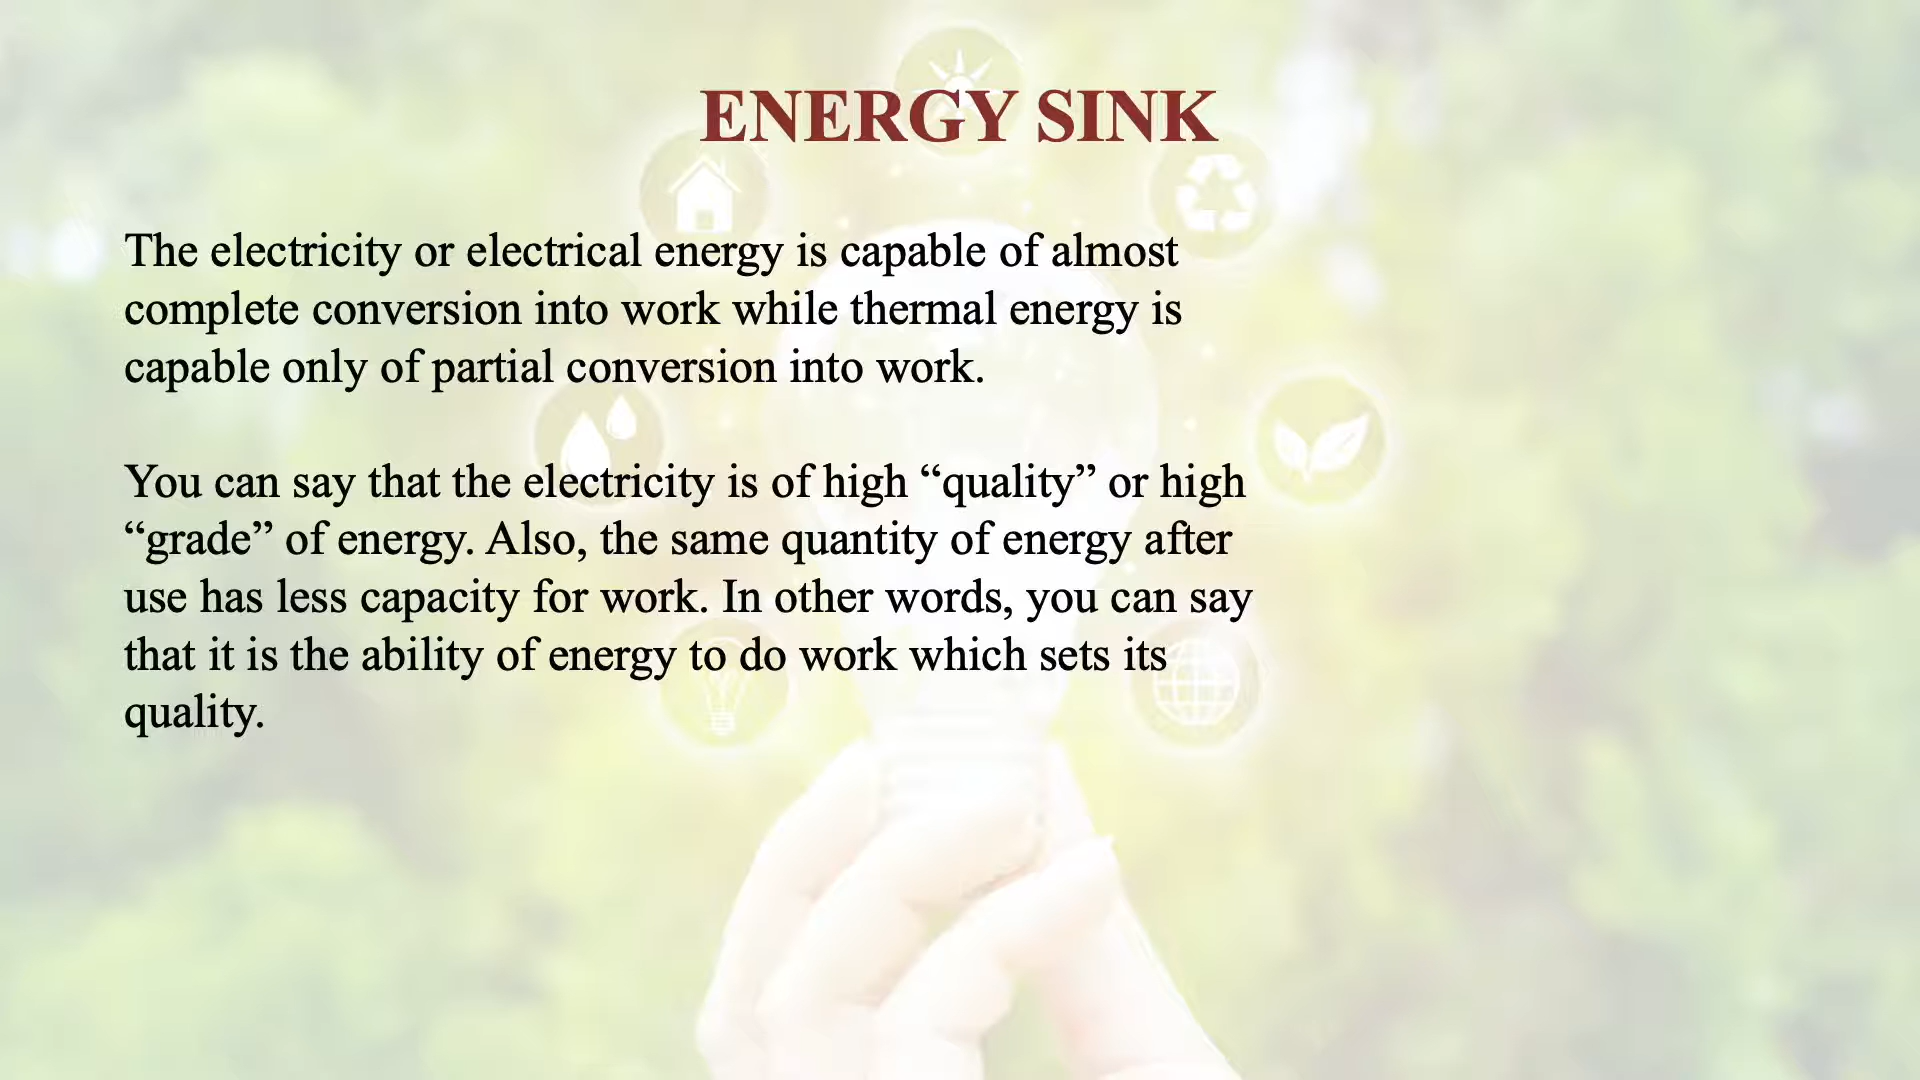 ENERGY SINK
The electricity or electrical energy is capable of almost
complete conversion into work while thermal energy is
capable only of partial conversion into work.
You can say that the electricity is of high “quality” or high
“grade” of energy. Also, the same quantity of energy after
use has less capacity for work. In other words, you can say
that it is the ability of energy to do work which sets its
quality.